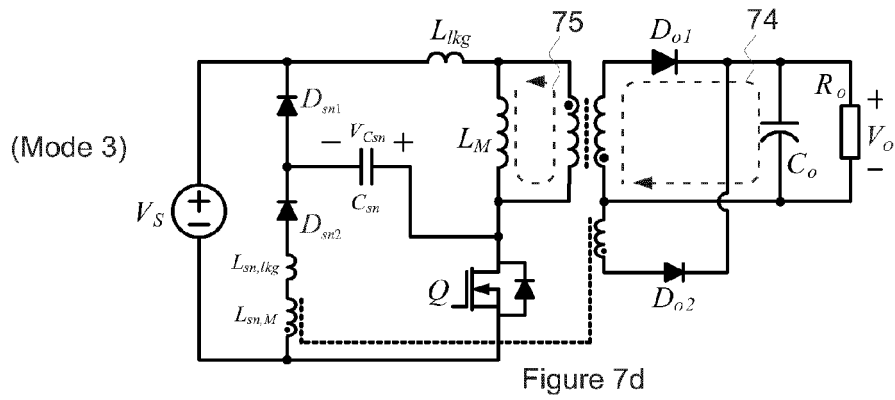 75
74
L_lkg
D_o1
D_sn1
R_o
+
(Mode 3)
− V_Csn +
L_M
V_o
C_sn
C_o
−
V_S
+
−
D_sn2
L_sn,lkg
Q
D_o2
L_sn,M
Figure 7d